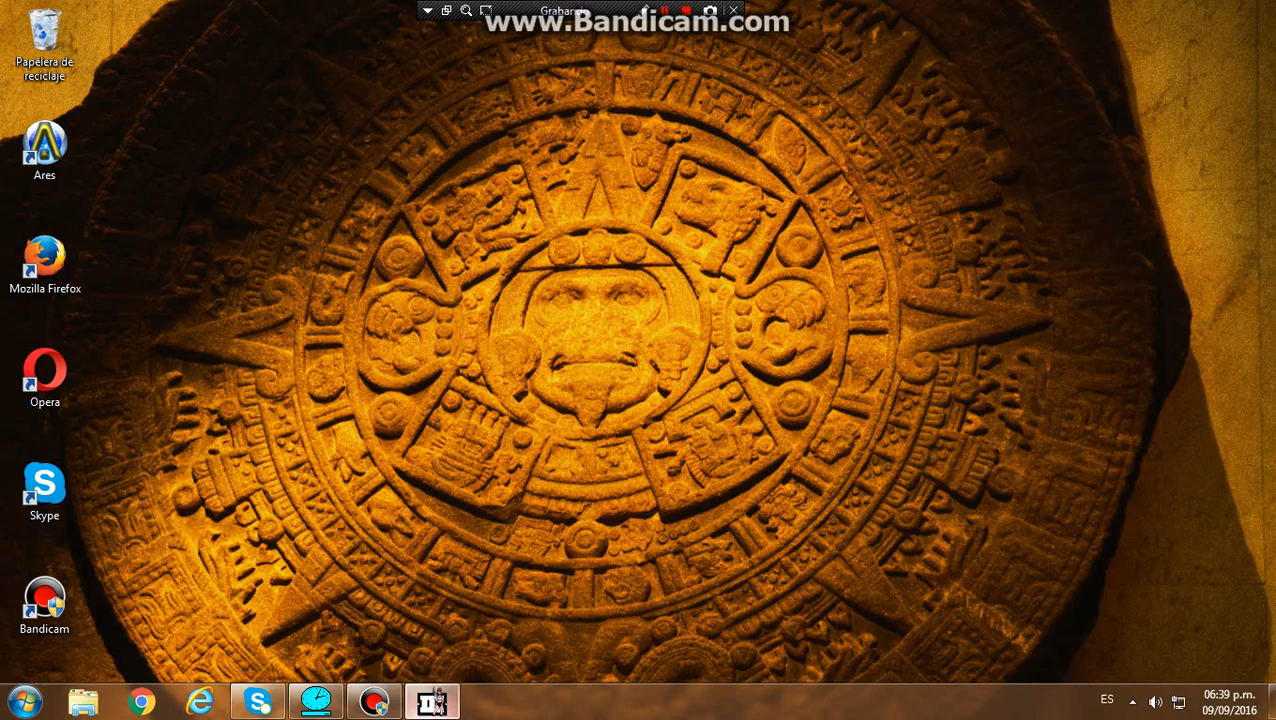 Grabar
www.Bandicam.com
Papelera de
reciclaje
Ares
Mozilla Firefox
Opera
Skype
Bandicam
ES
06:39 p.m.
09/09/2016